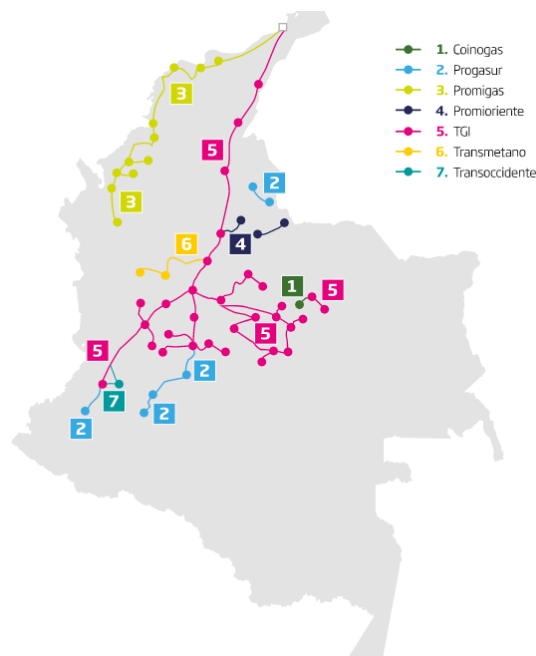 1. Coinogas
2. Progasur
3. Promigas
4. Promioriente
5. TGI
6. Transmetano
7. Transoccidente
3
5
2
3
4
6
1
5
5
5
2
7
2
2